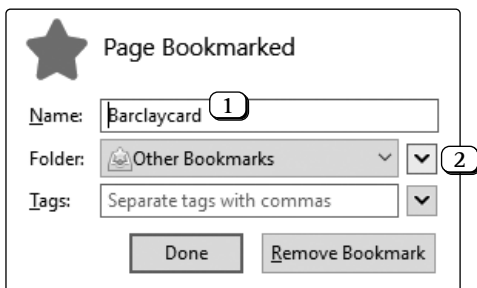 Page Bookmarked
Name: Barclaycard 1
Folder: Other Bookmarks 2
Tags: Separate tags with commas
Done Remove Bookmark